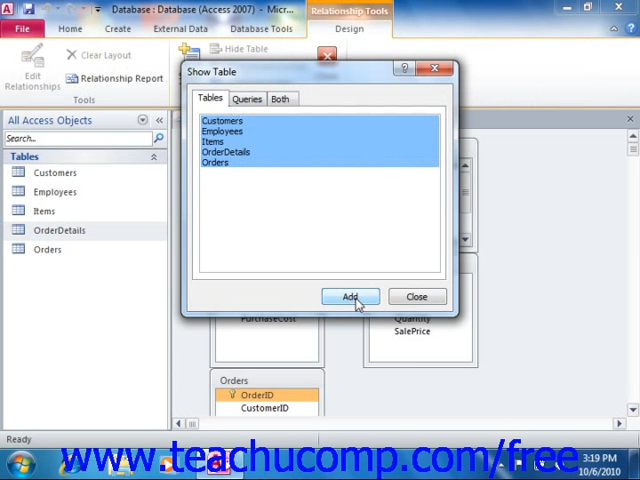 Database : Database (Access 2007) - Micr...
Relationship Tools
File
Home
Create
External Data
Database Tools
Design
Edit
Relationships
Clear Layout
Relationship Report
Tools
Hide Table
Show Table
Tables
Queries
Both
Customers
Employees
Items
OrderDetails
Orders
Add
Close
All Access Objects
Search...
Tables
Customers
Employees
Items
OrderDetails
Orders
PurchaseCost
Quantity
SalePrice
Orders
OrderID
CustomerID
Ready
www.teachucomp.com/free
3:19 PM
10/6/2010